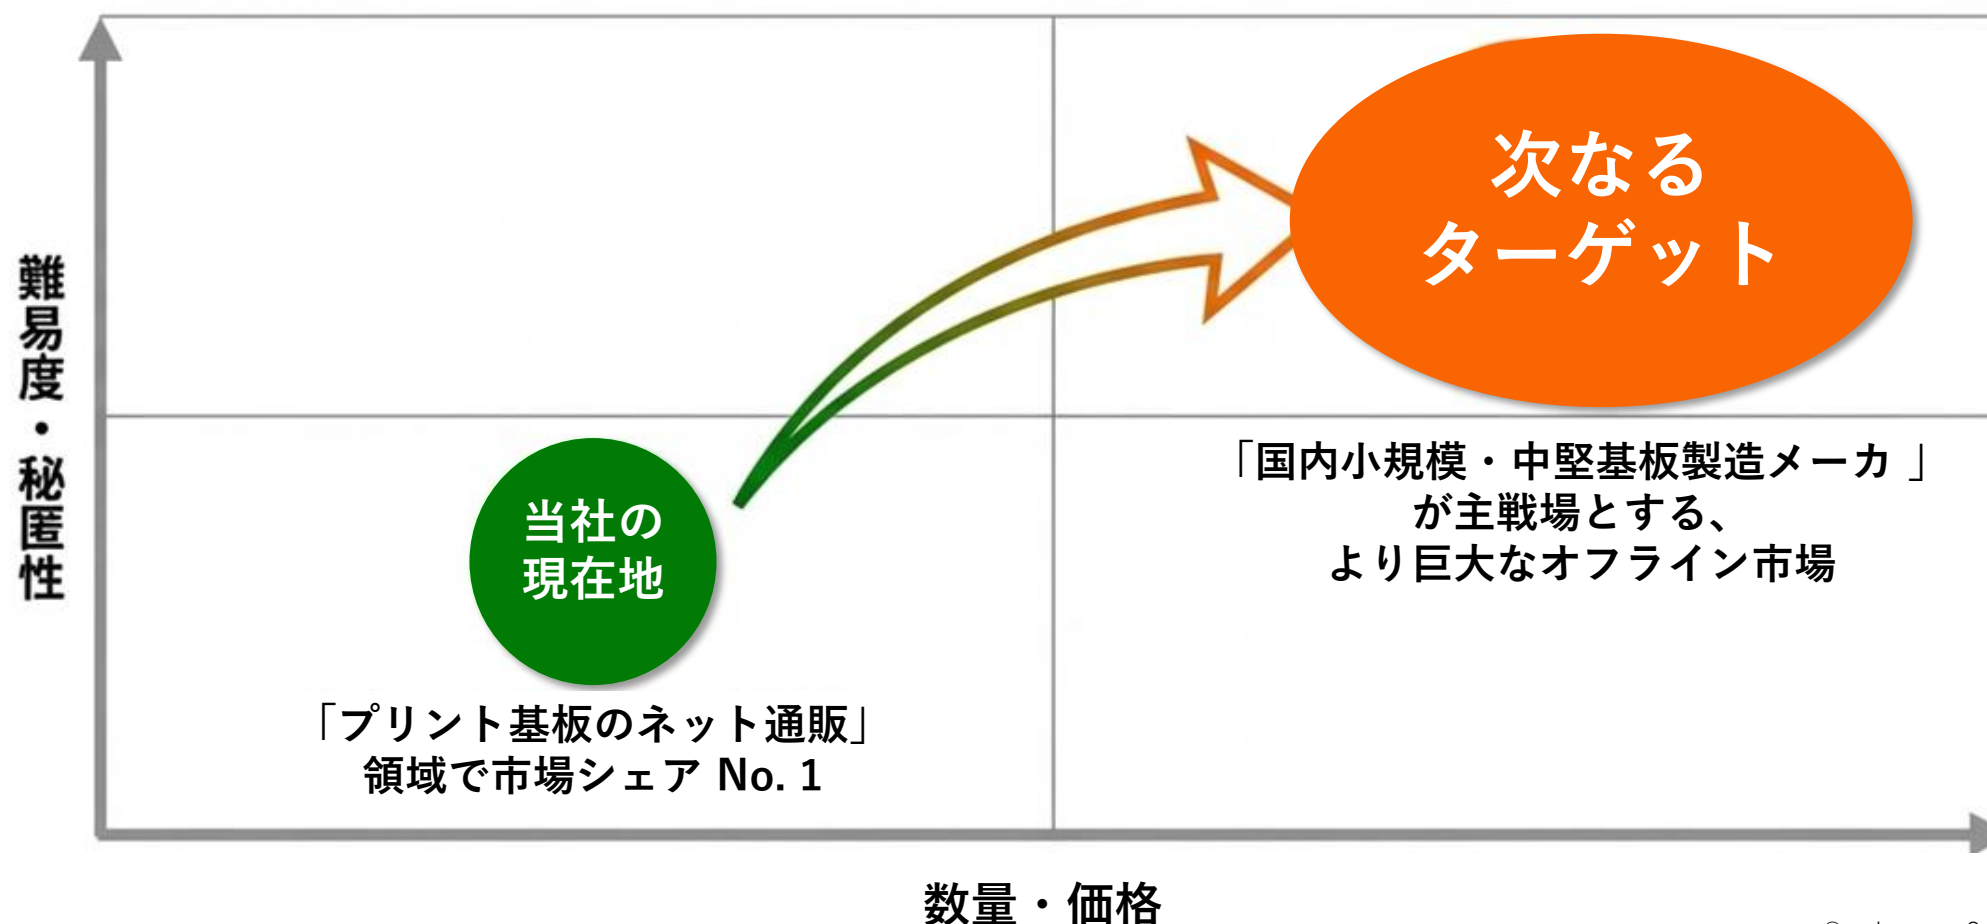 難易度・秘匿性
次なる
ターゲット
「国内小規模・中堅基板製造メーカ 」
が主戦場とする、
より巨大なオフライン市場
当社の
現在地
「プリント基板のネット通販」
領域で市場シェア No. 1
数量・価格